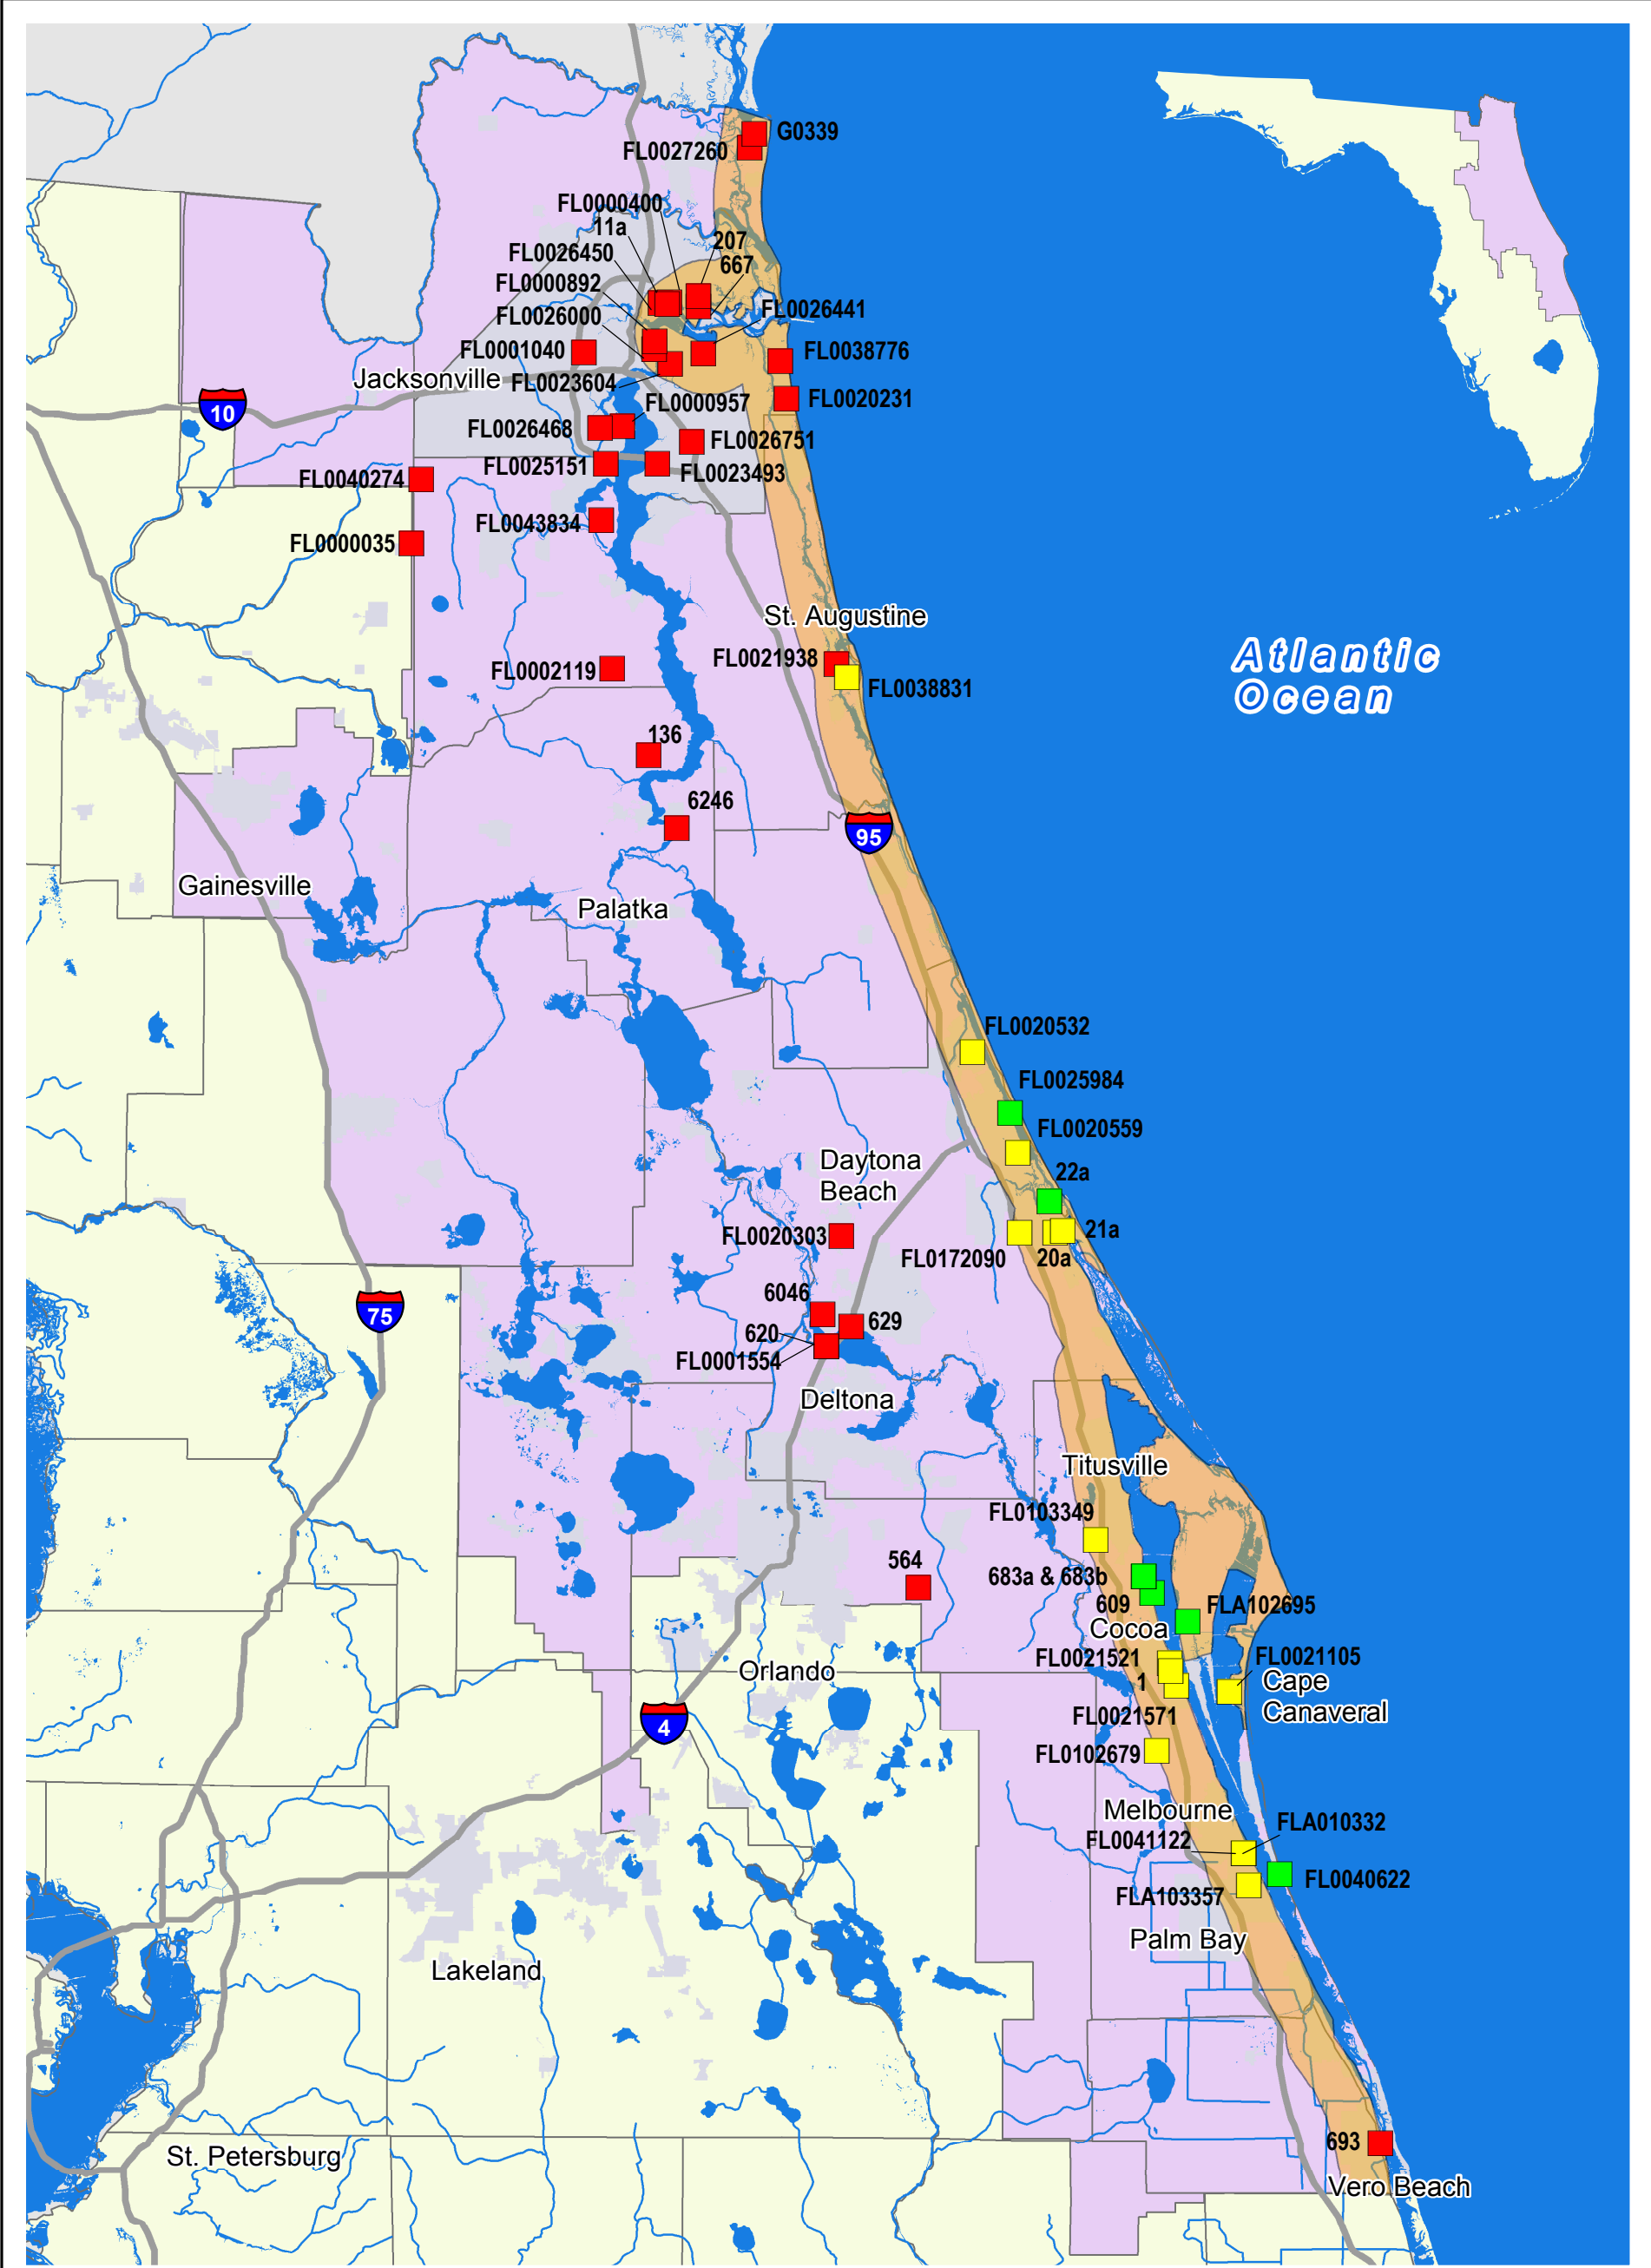 G0339
FL0027260
FL0000400
11a
207
FL0026450
667
FL0000892
FL0026441
FL0026000
FL0001040
FL0038776
Jacksonville
FL0023604
FL0020231
10
FL0000957
FL0026468
FL0026751
FL0025151
FL0023493
FL0040274
FL0043834
FL0000035
St. Augustine
Atlantic
Ocean
FL0021938
FL0002119
FL0038831
136
6246
95
Gainesville
Palatka
FL0020532
FL0025984
FL0020559
Daytona
Beach
22a
FL0020303
21a
FL0172090
20a
6046
75
629
620
FL0001554
Deltona
Titusville
FL0103349
564
683a & 683b
609
FLA102695
Cocoa
FL0021521
FL0021105
Orlando
1
Cape
Canaveral
FL0021571
4
FL0102679
Melbourne
FLA010332
FL0041122
FL0040622
FLA103357
Palm Bay
Lakeland
693
St. Petersburg
Vero Beach